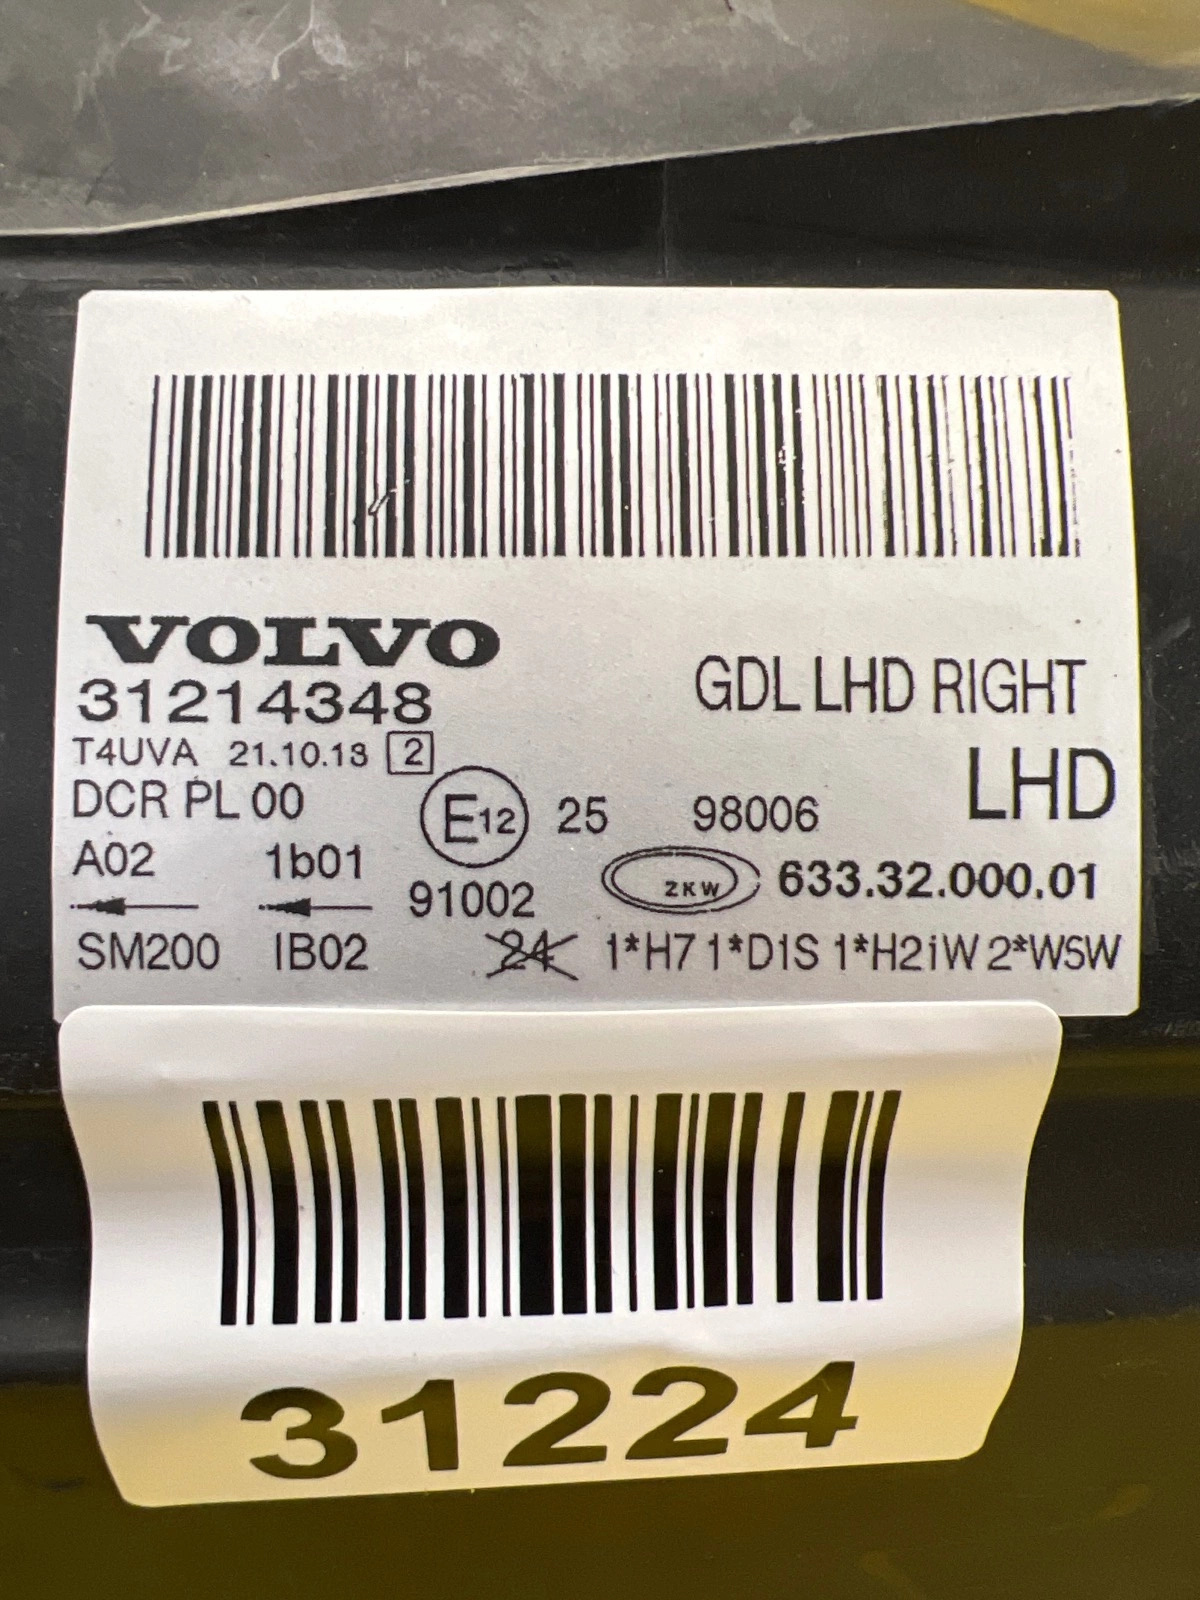 VOLVO
31214348
GDL LHD RIGHT
T4UVA 21.10.13 2
LHD
DCR PL 00
E12 25 98006
A02 1b01
ZKW 633.32.000.01
91002
SM200 IB02 24 1*H7 1*D1S 1*H2iW 2*W5W
31224